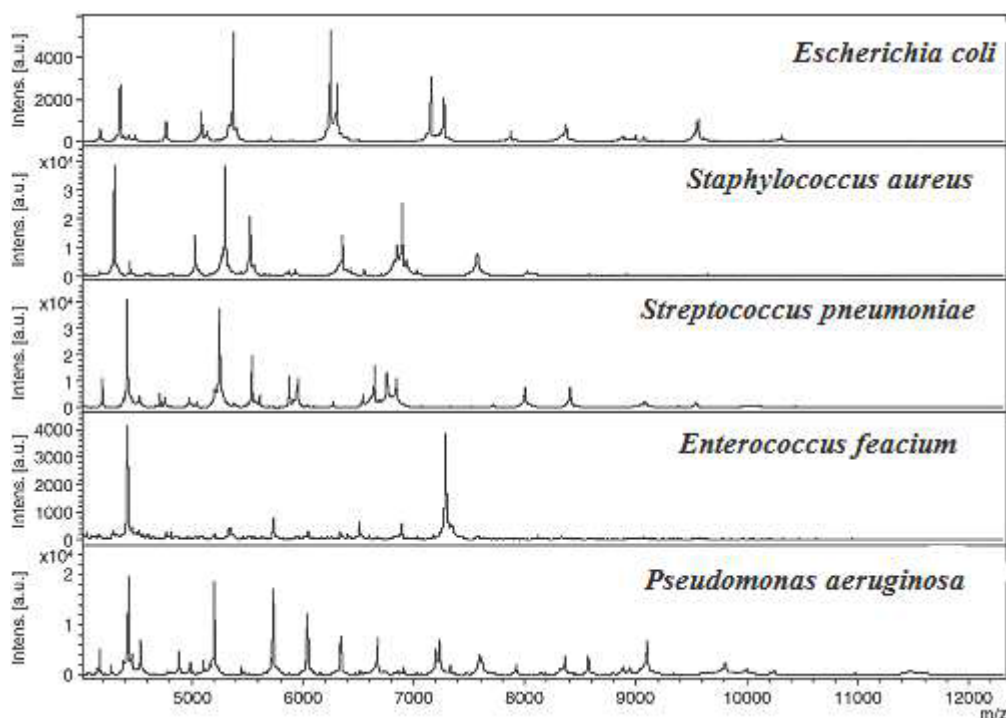 Escherichia coli
Intens. [a.u.]
4000
2000
0
Staphylococcus aureus
Intens. [a.u.]
x10⁴
3
2
1
0
Streptococcus pneumoniae
Intens. [a.u.]
x10⁴
3
2
1
0
Enterococcus feacium
Intens. [a.u.]
4000
3000
2000
1000
0
Pseudomonas aeruginosa
Intens. [a.u.]
x10⁴
2
1
0
5000 6000 7000 8000 9000 10000 11000 12000
m/z